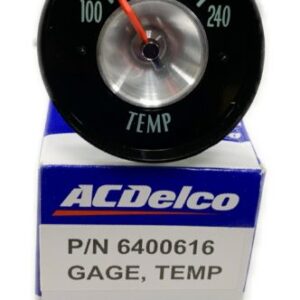 100 240
TEMP
ACDelco
P/N 6400616
GAGE, TEMP